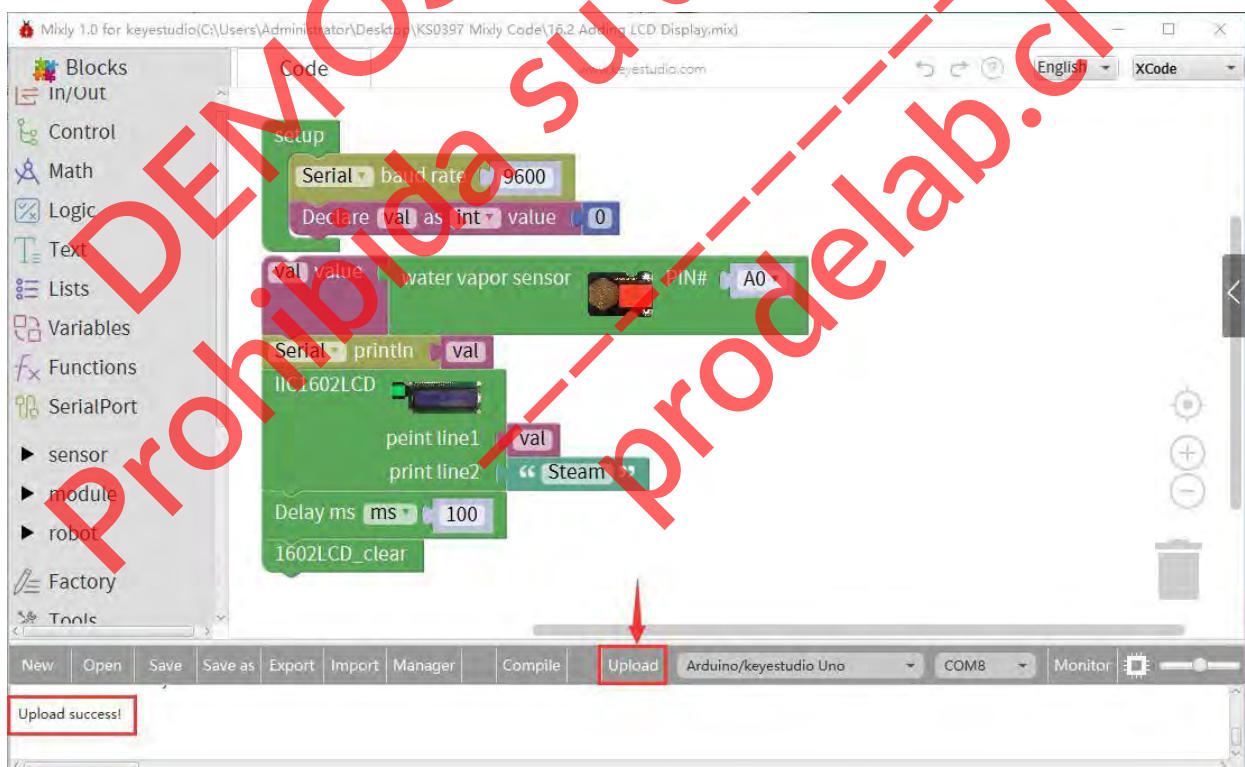 Mixly 1.0 for keyestudio(C:\Users\Administrator\Desktop\KS0397 Mixly Code\16.2 Adding LCD Display.mix)
Blocks
Code
www.keyestudio.com
English
XCode
In/Out
Control
Math
Logic
Text
Lists
Variables
Functions
SerialPort
sensor
module
robot
Factory
Tools
setup
Serial baud rate 9600
Declare val as int value 0
val value water vapor sensor PIN# A0
Serial println val
IIC1602LCD
peint line1 val
print line2 “ Steam ”
Delay ms ms 100
1602LCD_clear
New Open Save Save as Export Import Manager Compile Upload Arduino/keyestudio Uno COM8 Monitor
Upload success!
DEMOS
Prohibida su
prodelab.cl